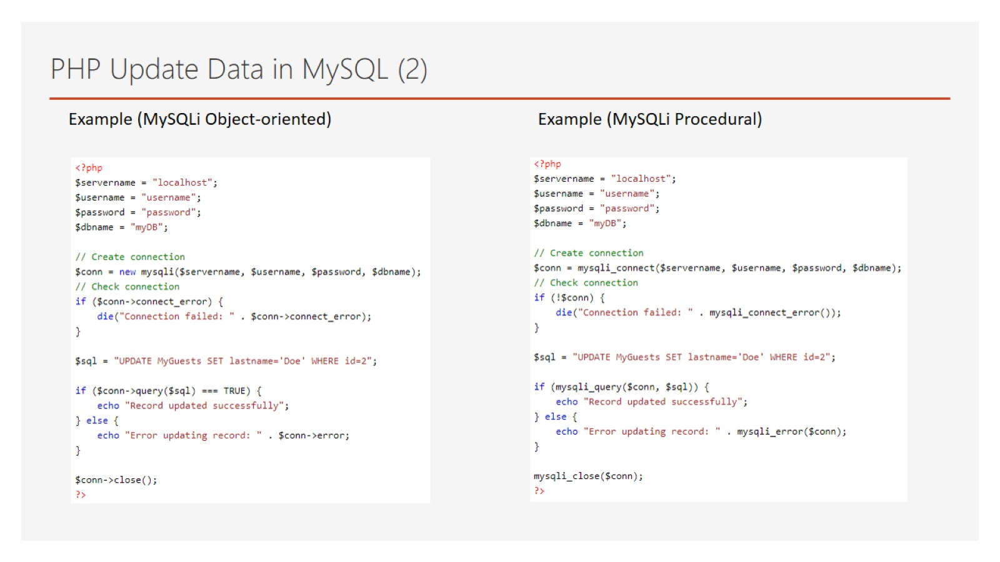 PHP Update Data in MySQL (2)
Example (MySQLi Object-oriented)
<?php
$servername = "localhost";
$username = "username";
$password = "password";
$dbname = "myDB";
// Create connection
$conn = new mysqli($servername, $username, $password, $dbname);
// Check connection
if ($conn->connect_error) {
    die("Connection failed: " . $conn->connect_error);
}
$sql = "UPDATE MyGuests SET lastname='Doe' WHERE id=2";
if ($conn->query($sql) === TRUE) {
    echo "Record updated successfully";
} else {
    echo "Error updating record: " . $conn->error;
}
$conn->close();
?>
Example (MySQLi Procedural)
<?php
$servername = "localhost";
$username = "username";
$password = "password";
$dbname = "myDB";
// Create connection
$conn = mysqli_connect($servername, $username, $password, $dbname);
// Check connection
if (!$conn) {
    die("Connection failed: " . mysqli_connect_error());
}
$sql = "UPDATE MyGuests SET lastname='Doe' WHERE id=2";
if (mysqli_query($conn, $sql)) {
    echo "Record updated successfully";
} else {
    echo "Error updating record: " . mysqli_error($conn);
}
mysqli_close($conn);
?>